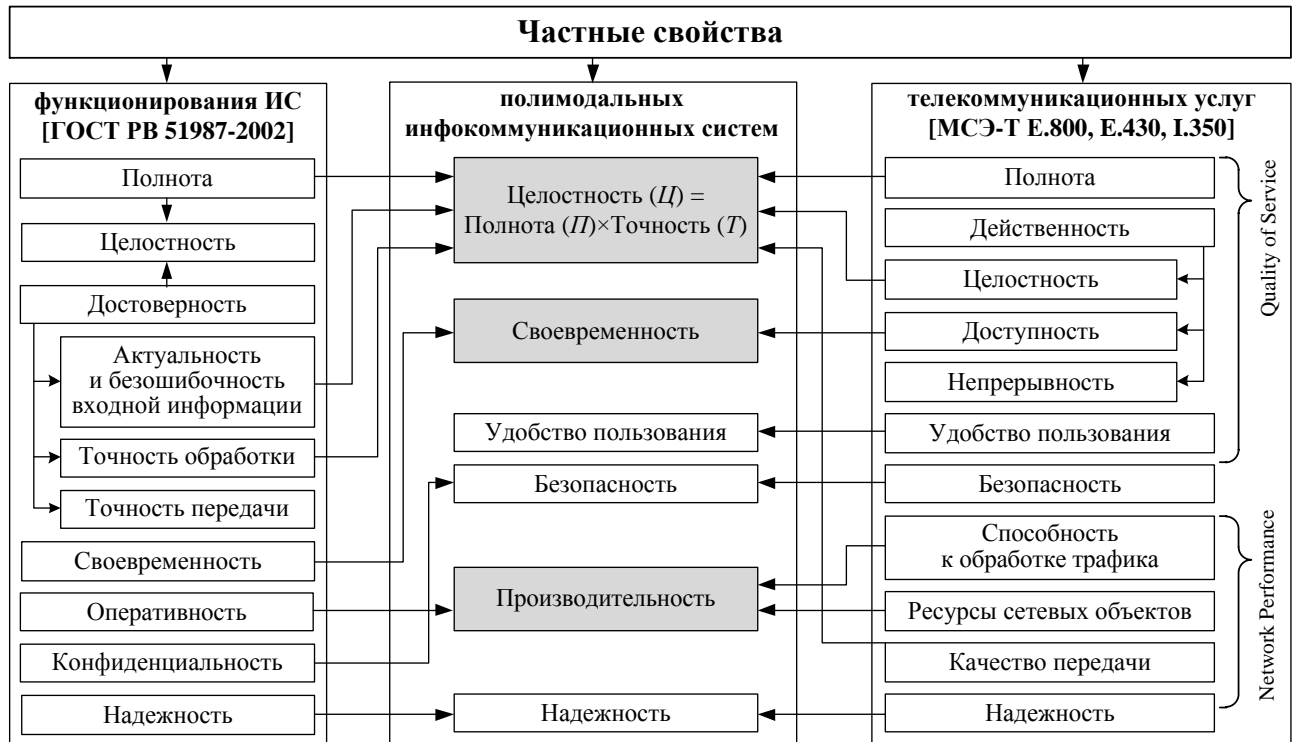 Частные свойства
функционирования ИС
[ГОСТ РВ 51987-2002]
Полнота
Целостность
Достоверность
Актуальность
и безошибочность
входной информации
Точность обработки
Точность передачи
Своевременность
Оперативность
Конфиденциальность
Надежность
полимодальных
инфокоммуникационных систем
Целостность (Ц) =
Полнота (П)×Точность (Т)
Своевременность
Удобство пользования
Безопасность
Производительность
Надежность
телекоммуникационных услуг
[МСЭ-Т E.800, E.430, I.350]
Полнота
Действенность
Целостность
Доступность
Непрерывность
Удобство пользования
Безопасность
Способность
к обработке трафика
Ресурсы сетевых объектов
Качество передачи
Надежность
Quality of Service
Network Performance